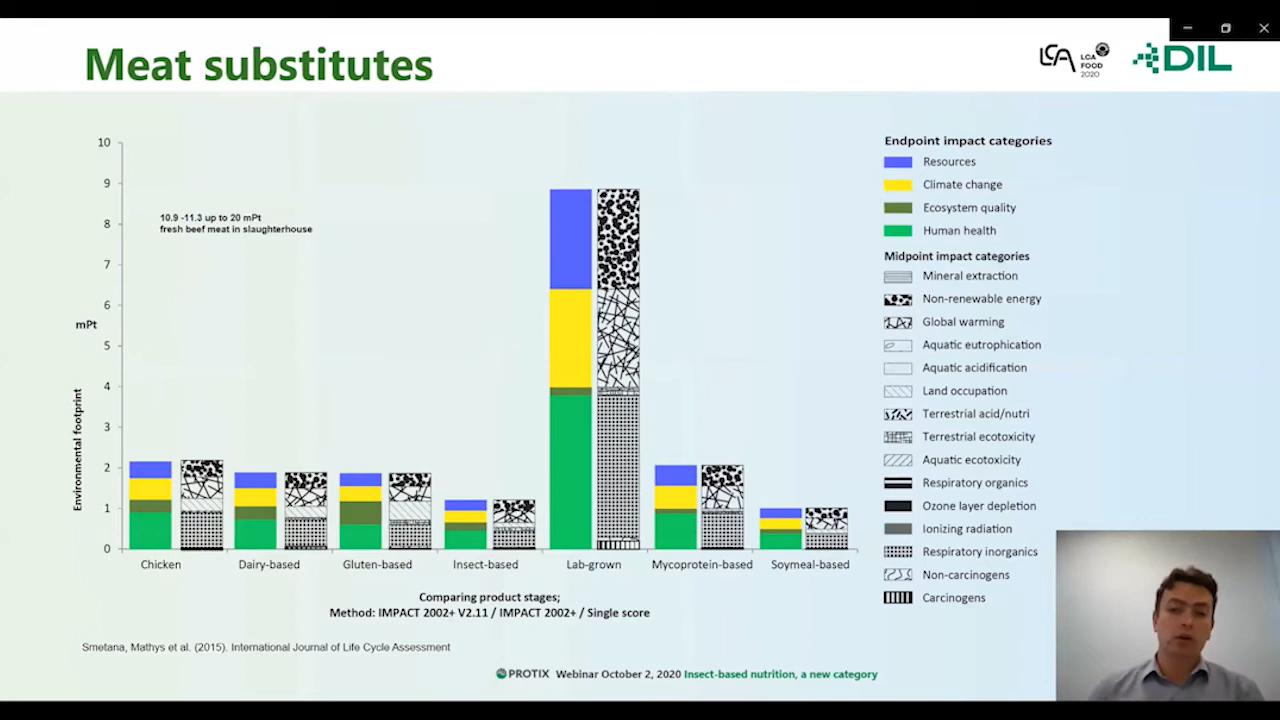 Meat substitutes
LCA
LCA
FOOD
2020
DIL
10
9
8
7
6
5
4
3
2
1
0
mPt
Environmental footprint
10.9 -11.3 up to 20 mPt
fresh beef meat in slaughterhouse
Chicken
Dairy-based
Gluten-based
Insect-based
Lab-grown
Mycoprotein-based
Soymeal-based
Comparing product stages;
Method: IMPACT 2002+ V2.11 / IMPACT 2002+ / Single score
Endpoint impact categories
Resources
Climate change
Ecosystem quality
Human health
Midpoint impact categories
Mineral extraction
Non-renewable energy
Global warming
Aquatic eutrophication
Aquatic acidification
Land occupation
Terrestrial acid/nutri
Terrestrial ecotoxicity
Aquatic ecotoxicity
Respiratory organics
Ozone layer depletion
Ionizing radiation
Respiratory inorganics
Non-carcinogens
Carcinogens
Smetana, Mathys et al. (2015). International Journal of Life Cycle Assessment
PROTIX Webinar October 2, 2020 Insect-based nutrition, a new category